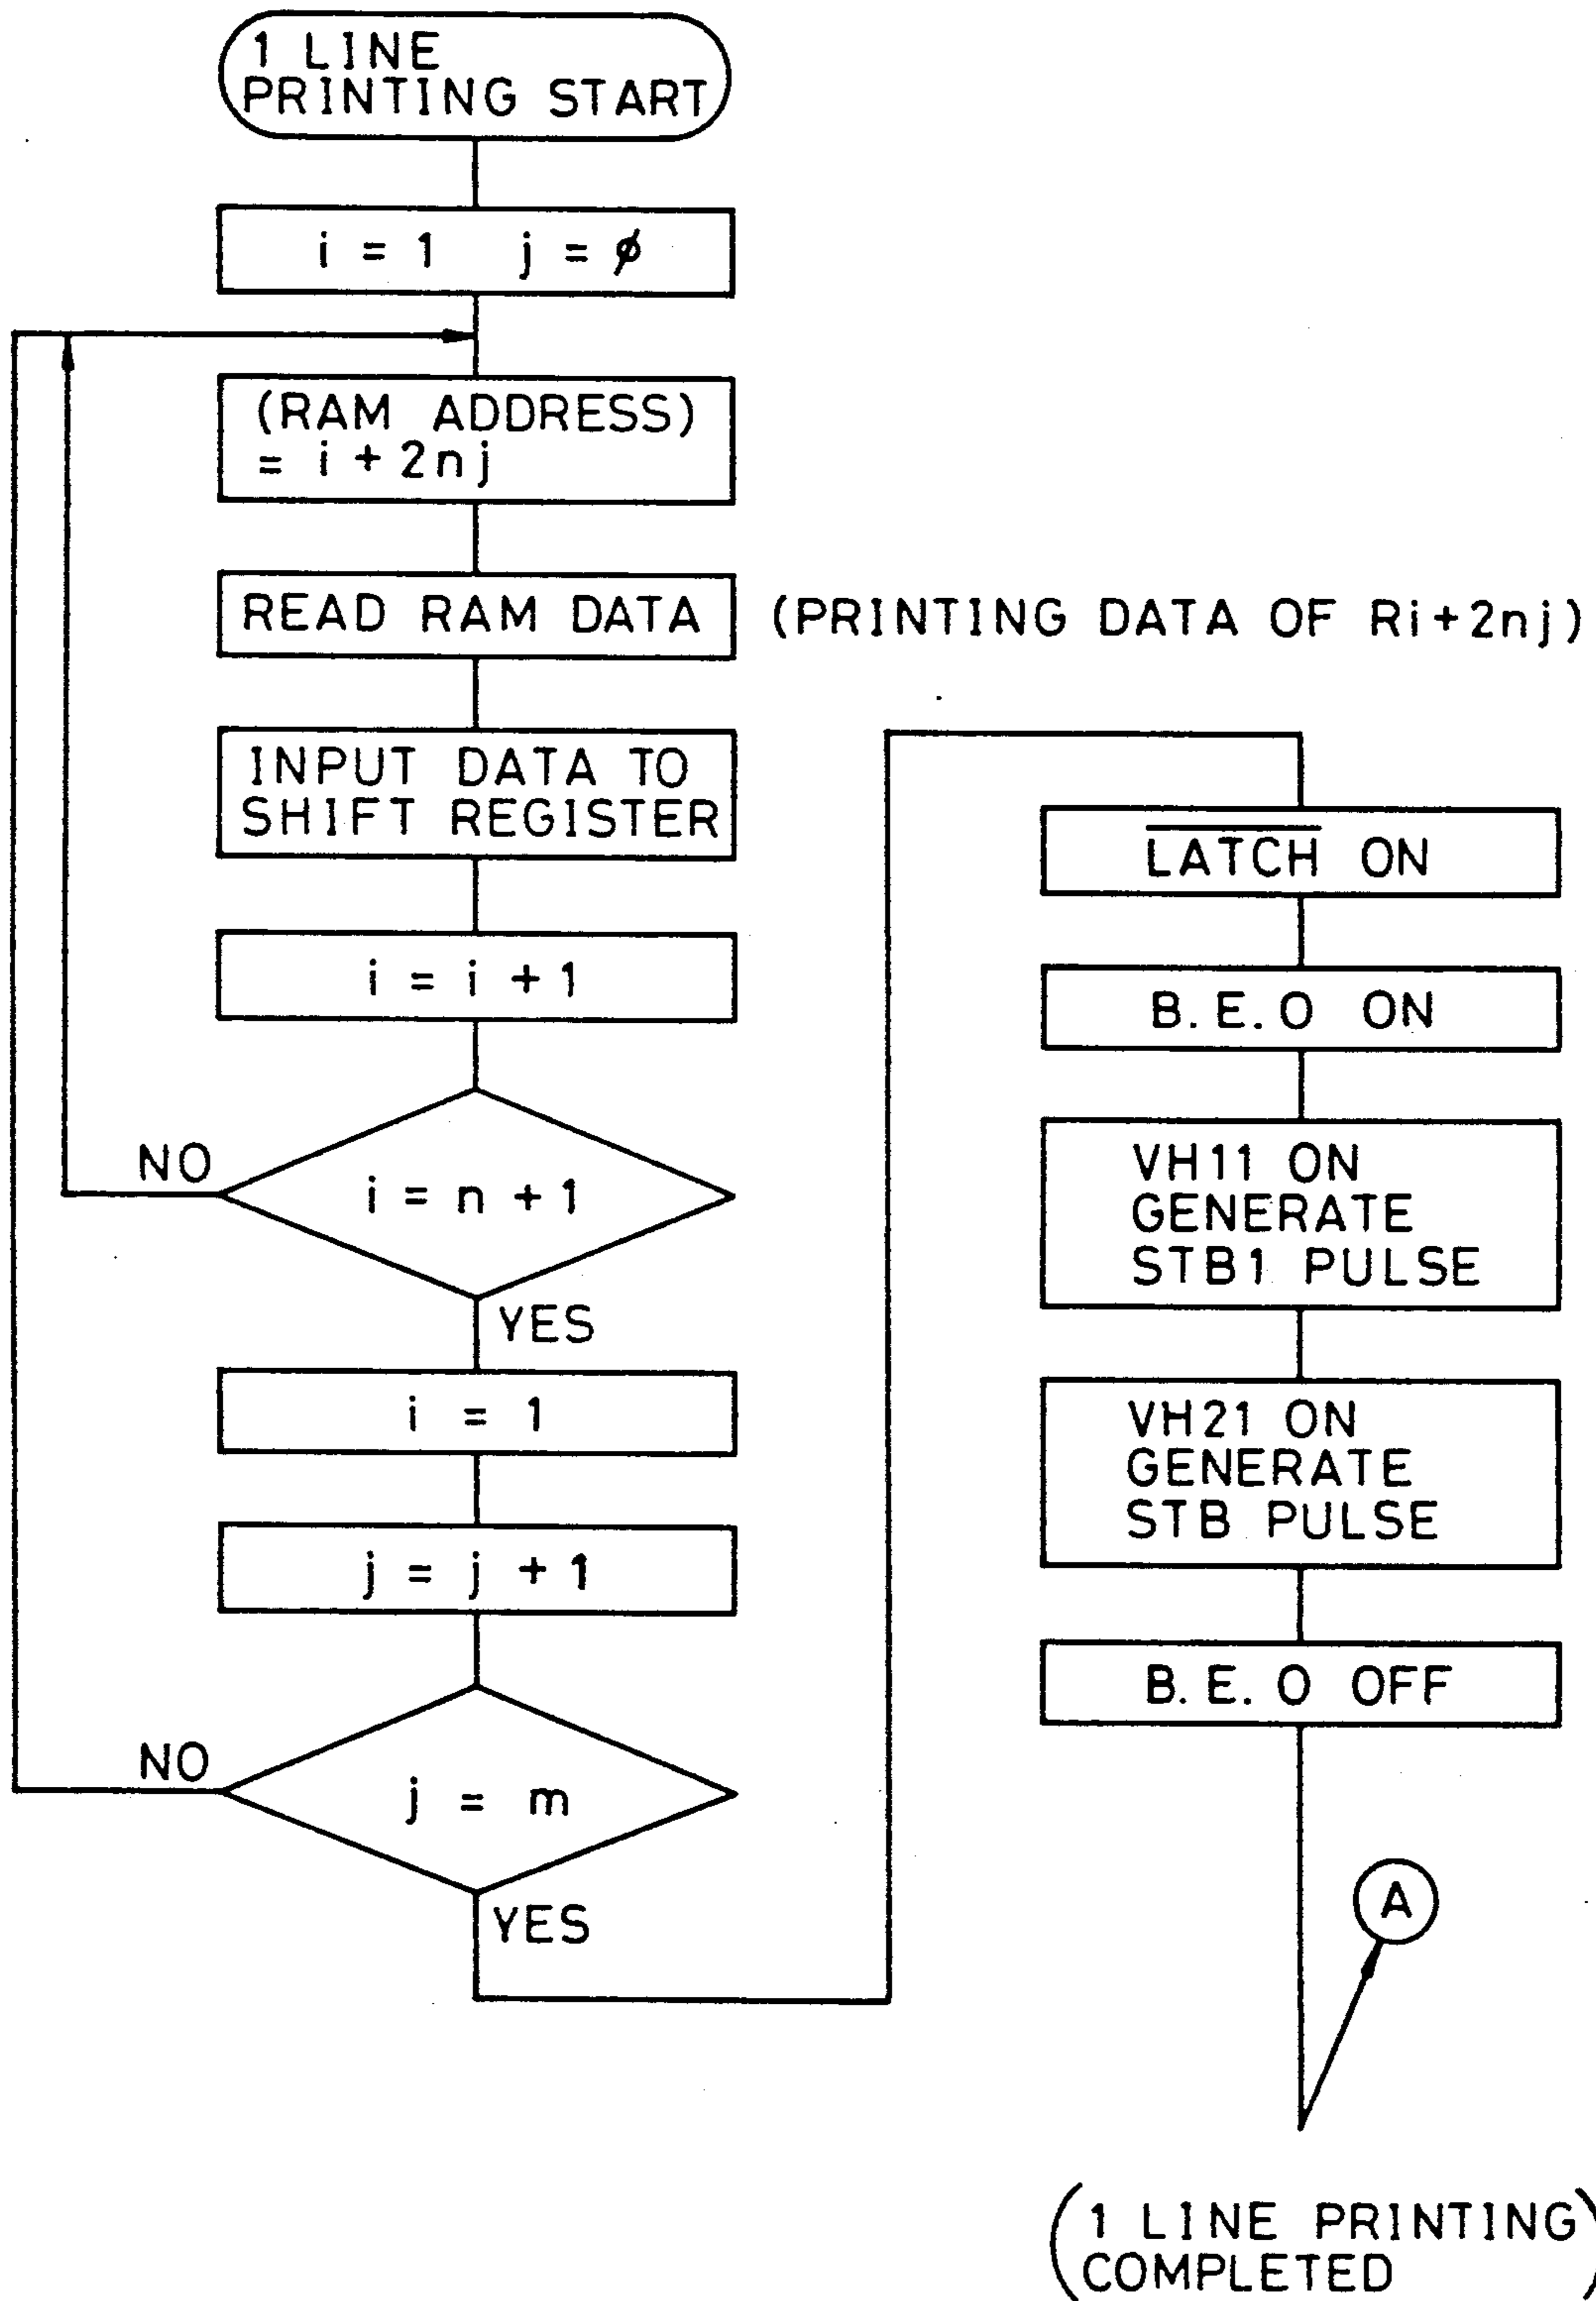 1 LINE
PRINTING START
i = 1 j = ϕ
(RAM ADDRESS)
= i + 2nj
READ RAM DATA
(PRINTING DATA OF Ri+2nj)
INPUT DATA TO
SHIFT REGISTER
i = i + 1
NO
i = n + 1
YES
i = 1
j = j + 1
NO
j = m
YES
L̅A̅T̅C̅H̅ ON
B.E.O ON
VH11 ON
GENERATE
STB1 PULSE
VH21 ON
GENERATE
STB PULSE
B.E.O OFF
A
(1 LINE PRINTING
COMPLETED)